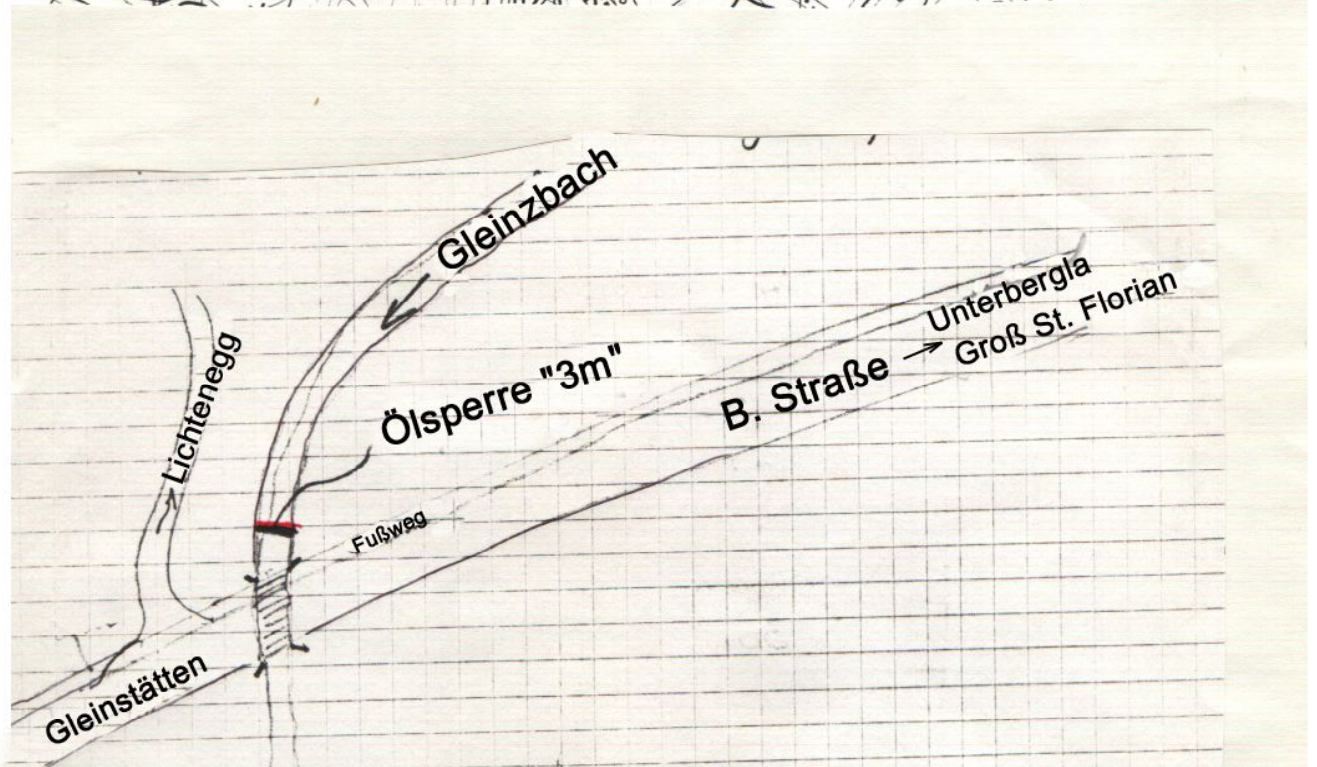 Gleinzbach
Unterbergla
Groß St. Florian
B. Straße
Ölsperre "3m"
Lichtenegg
Fußweg
Gleinstätten